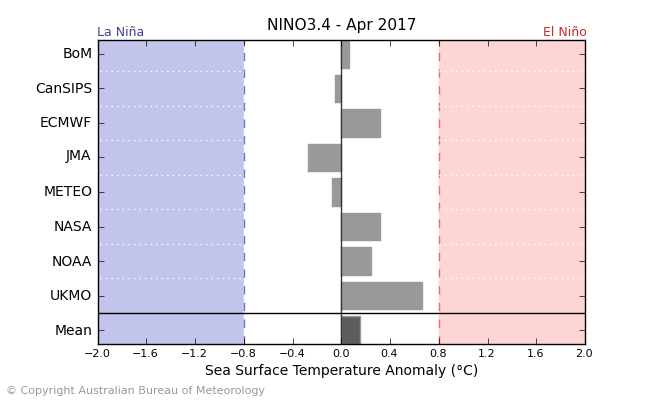 NINO3.4 - Apr 2017
La Niña
El Niño
BoM
CanSIPS
ECMWF
JMA
METEO
NASA
NOAA
UKMO
Mean
−2.0 −1.6 −1.2 −0.8 −0.4 0.0 0.4 0.8 1.2 1.6 2.0
Sea Surface Temperature Anomaly (°C)
© Copyright Australian Bureau of Meteorology